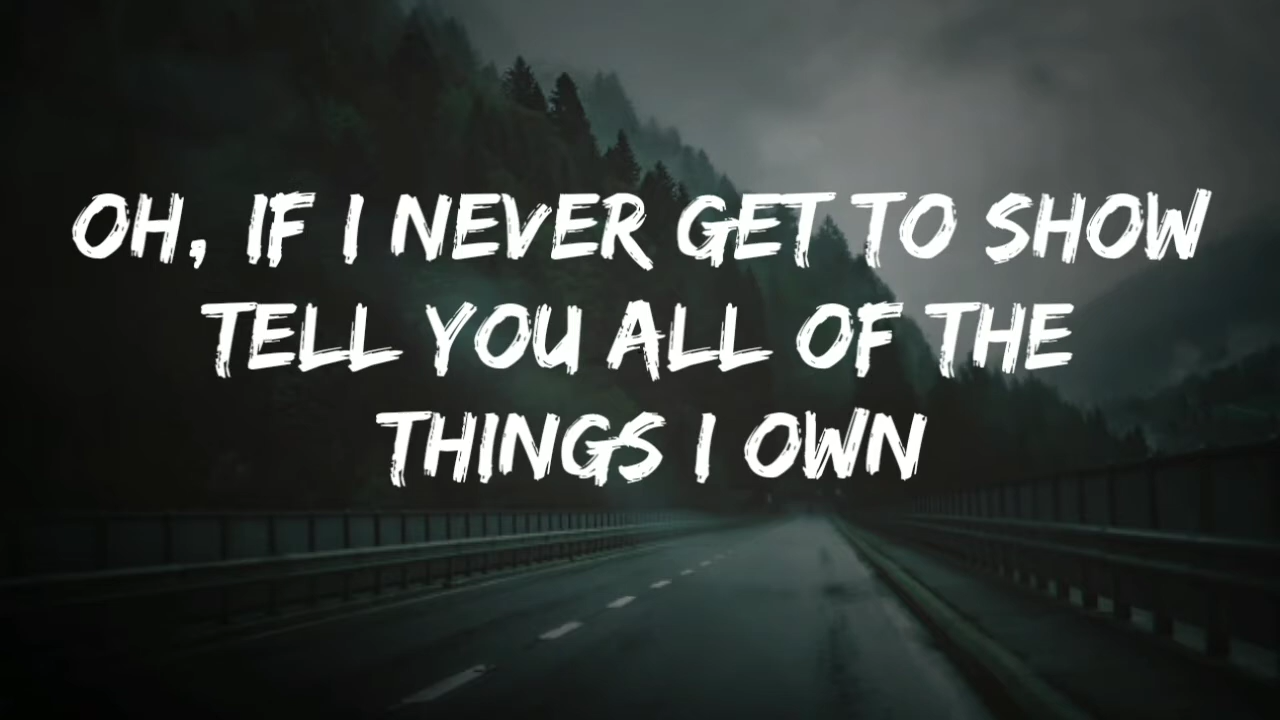 OH, IF I NEVER GET TO SHOW
TELL YOU ALL OF THE
THINGS I OWN